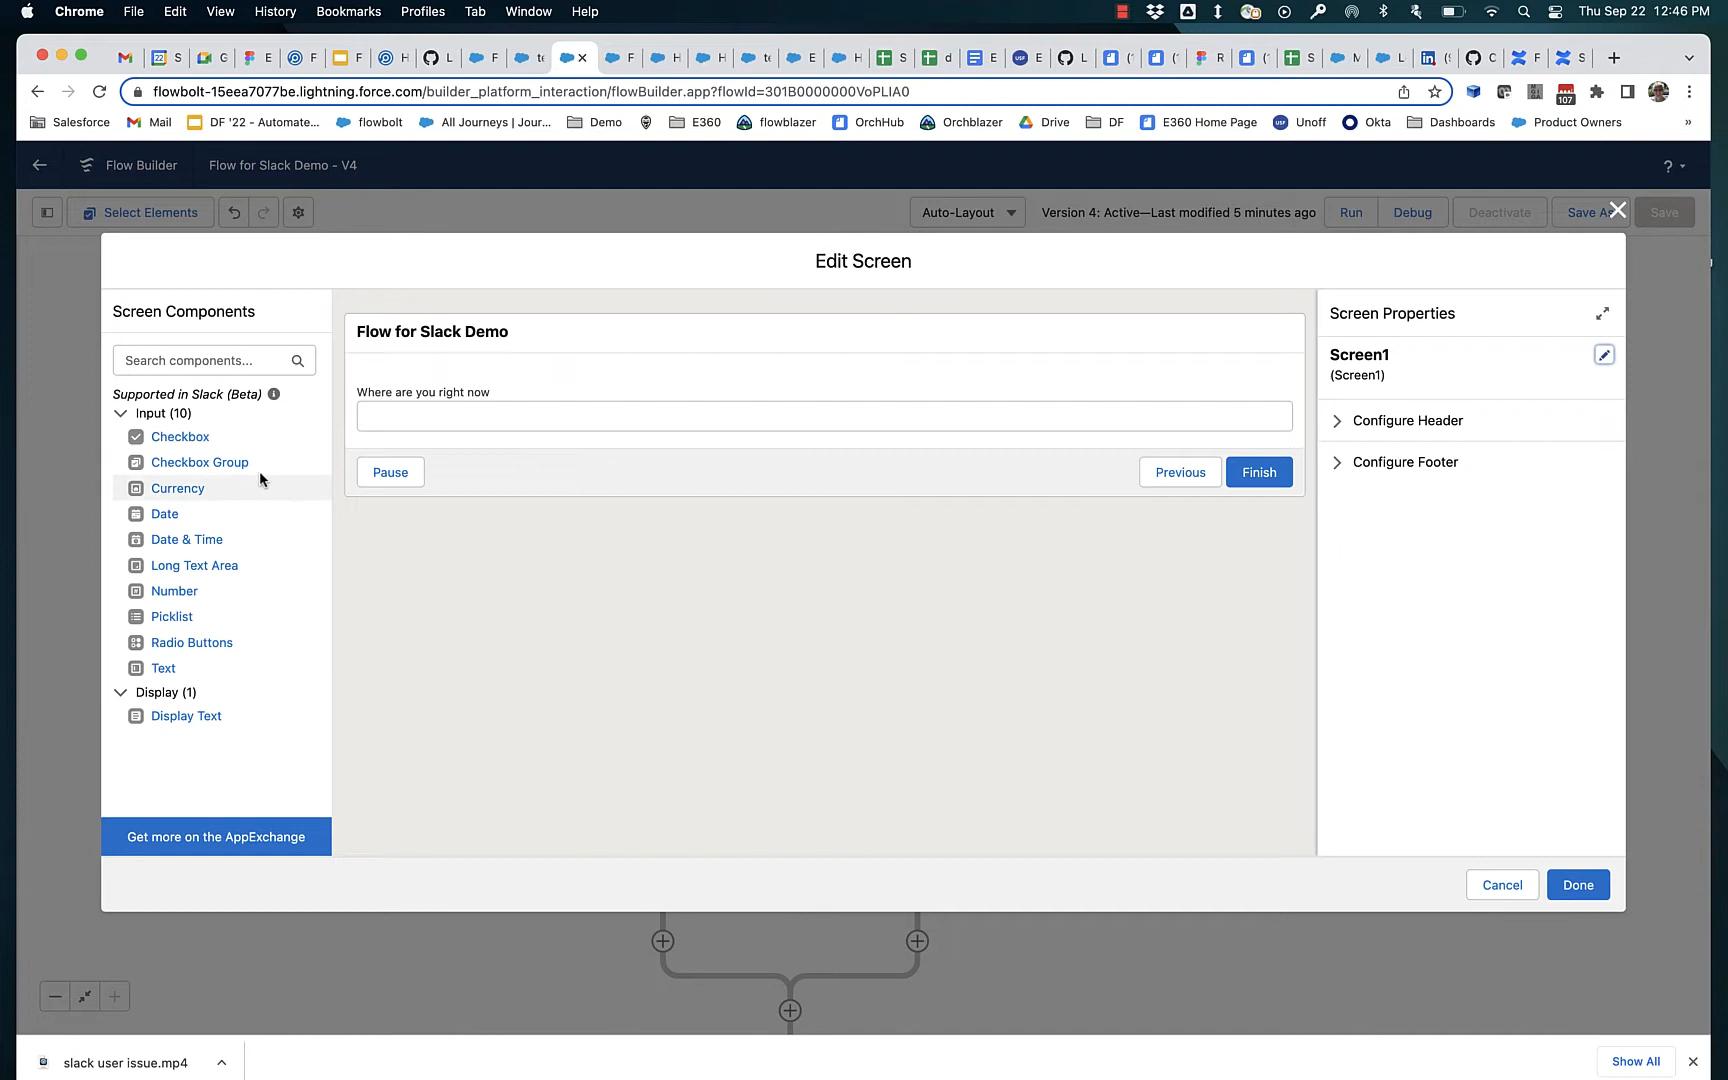 Chrome File Edit View History Bookmarks Profiles Tab Window Help Thu Sep 22 12:46 PM
S G E F F H L F te F H H te E H S d E E L R S M L C F S
flowbolt-15eea7077be.lightning.force.com/builder_platform_interaction/flowBuilder.app?flowId=301B0000000VoPLIA0 107
Salesforce Mail DF '22 - Automate... flowbolt All Journeys | Jour... Demo E360 flowblazer OrchHub Orchblazer Drive DF E360 Home Page Unoff Okta Dashboards Product Owners »
Flow Builder Flow for Slack Demo - V4 ?
Select Elements Auto-Layout Version 4: Active—Last modified 5 minutes ago Run Debug Deactivate Save As Save
Edit Screen
Screen Components
Search components...
Supported in Slack (Beta)
Input (10)
Checkbox
Checkbox Group
Currency
Date
Date & Time
Long Text Area
Number
Picklist
Radio Buttons
Text
Display (1)
Display Text
Get more on the AppExchange
Flow for Slack Demo
Where are you right now
Pause Previous Finish
Screen Properties
Screen1
(Screen1)
Configure Header
Configure Footer
Cancel Done
slack user issue.mp4 Show All